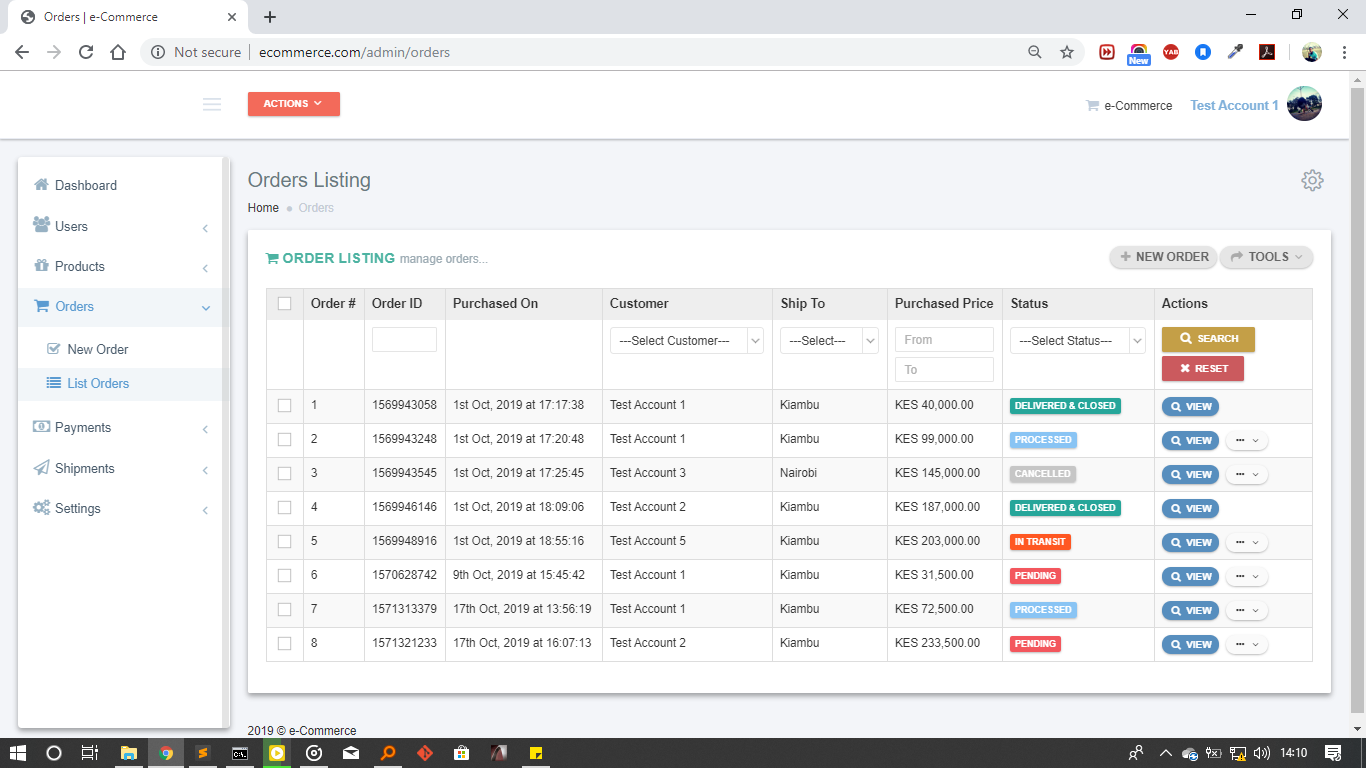 Orders | e-Commerce
Not secure ecommerce.com/admin/orders
YAB
New
ACTIONS
e-Commerce Test Account 1
Dashboard
Users
Products
Orders
New Order
List Orders
Payments
Shipments
Settings
Orders Listing
Home Orders
ORDER LISTING manage orders...
NEW ORDER TOOLS
Order # Order ID Purchased On Customer Ship To Purchased Price Status Actions
---Select Customer--- ---Select--- From ---Select Status--- SEARCH
To RESET
1 1569943058 1st Oct, 2019 at 17:17:38 Test Account 1 Kiambu KES 40,000.00 DELIVERED & CLOSED VIEW
2 1569943248 1st Oct, 2019 at 17:20:48 Test Account 1 Kiambu KES 99,000.00 PROCESSED VIEW
3 1569943545 1st Oct, 2019 at 17:25:45 Test Account 3 Nairobi KES 145,000.00 CANCELLED VIEW
4 1569946146 1st Oct, 2019 at 18:09:06 Test Account 2 Kiambu KES 187,000.00 DELIVERED & CLOSED VIEW
5 1569948916 1st Oct, 2019 at 18:55:16 Test Account 5 Kiambu KES 203,000.00 IN TRANSIT VIEW
6 1570628742 9th Oct, 2019 at 15:45:42 Test Account 1 Kiambu KES 31,500.00 PENDING VIEW
7 1571313379 17th Oct, 2019 at 13:56:19 Test Account 1 Kiambu KES 72,500.00 PROCESSED VIEW
8 1571321233 17th Oct, 2019 at 16:07:13 Test Account 2 Kiambu KES 233,500.00 PENDING VIEW
2019 © e-Commerce
14:10